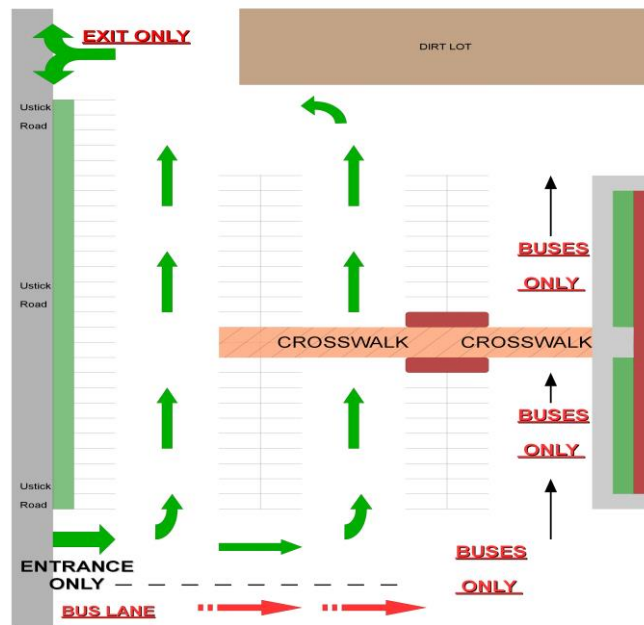 EXIT ONLY
DIRT LOT
Ustick
Road
BUSES
ONLY
Ustick
Road
CROSSWALK
CROSSWALK
BUSES
ONLY
Ustick
Road
BUSES
ONLY
ENTRANCE
ONLY
BUS LANE